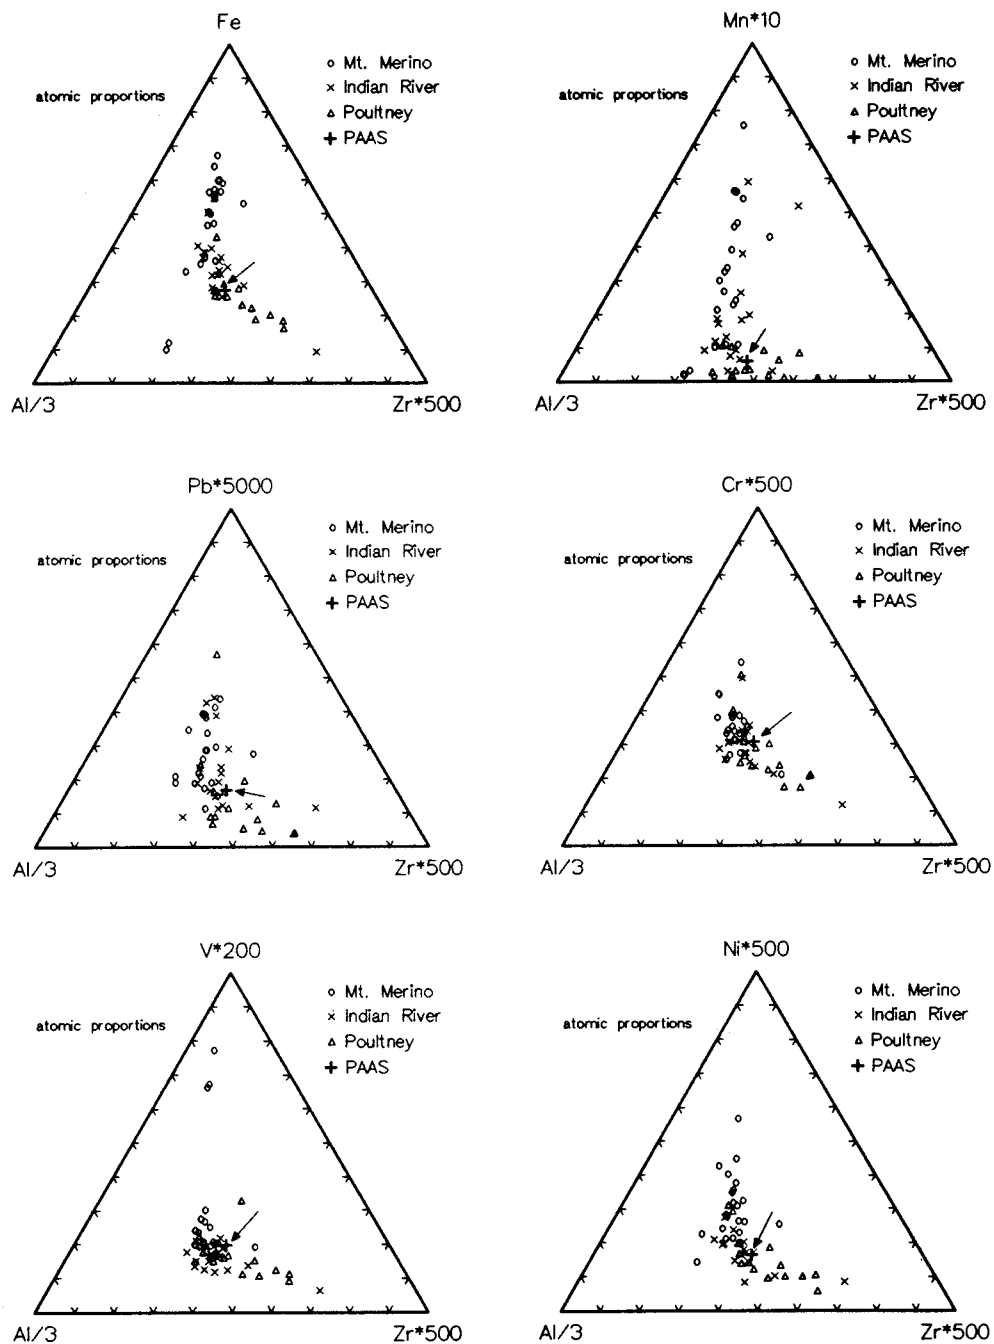 Fe
atomic proportions
Mt. Merino
Indian River
Poultney
PAAS
Al/3
Zr*500
Mn*10
atomic proportions
Mt. Merino
Indian River
Poultney
PAAS
Al/3
Zr*500
Pb*5000
atomic proportions
Mt. Merino
Indian River
Poultney
PAAS
Al/3
Zr*500
Cr*500
atomic proportions
Mt. Merino
Indian River
Poultney
PAAS
Al/3
Zr*500
V*200
atomic proportions
Mt. Merino
Indian River
Poultney
PAAS
Al/3
Zr*500
Ni*500
atomic proportions
Mt. Merino
Indian River
Poultney
PAAS
Al/3
Zr*500